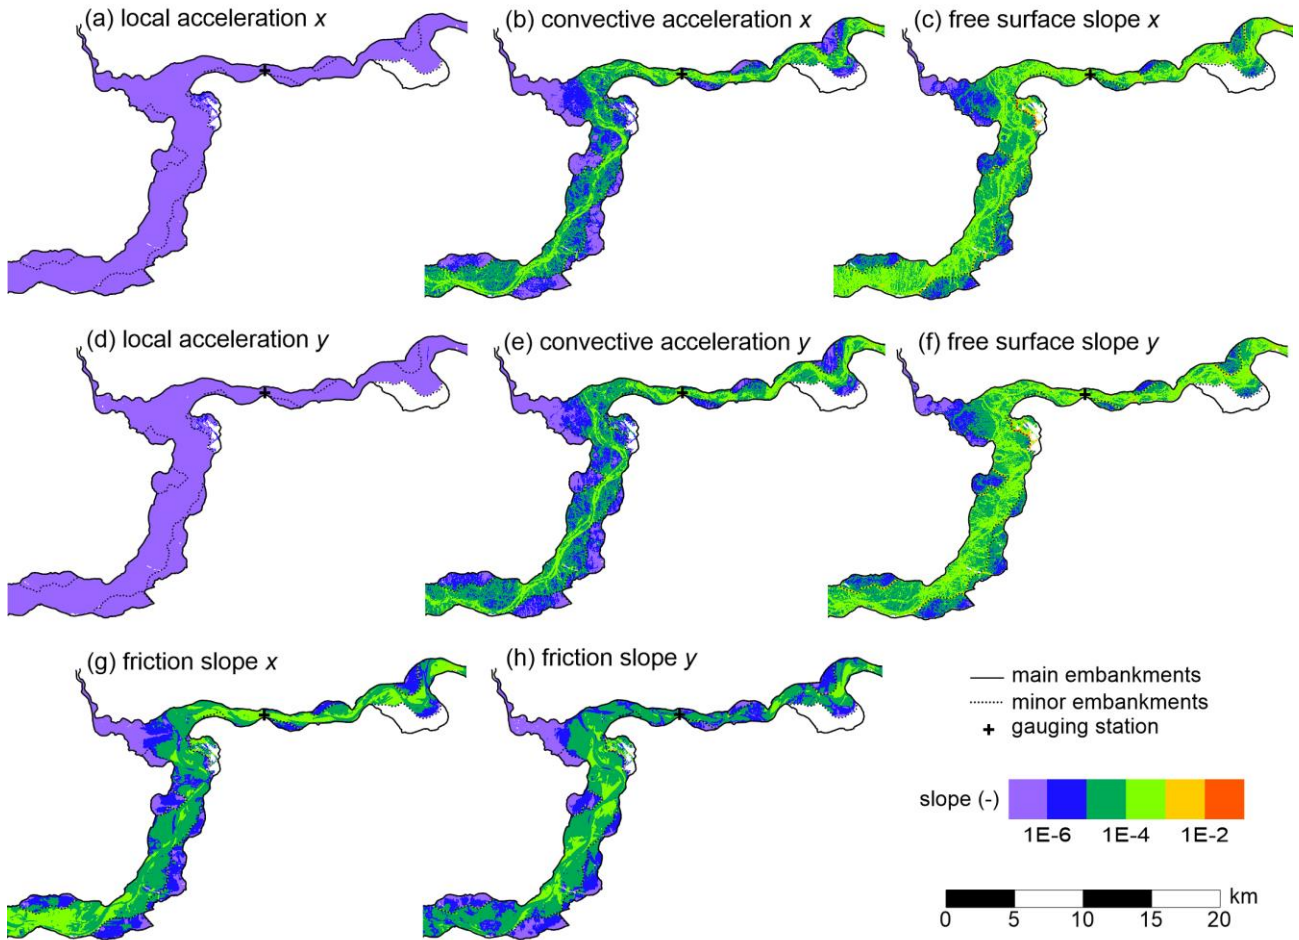 (a) local acceleration x
(b) convective acceleration x
(c) free surface slope x
(d) local acceleration y
(e) convective acceleration y
(f) free surface slope y
(g) friction slope x
(h) friction slope y
main embankments
minor embankments
gauging station
slope (-)
1E-6 1E-4 1E-2
km
0 5 10 15 20